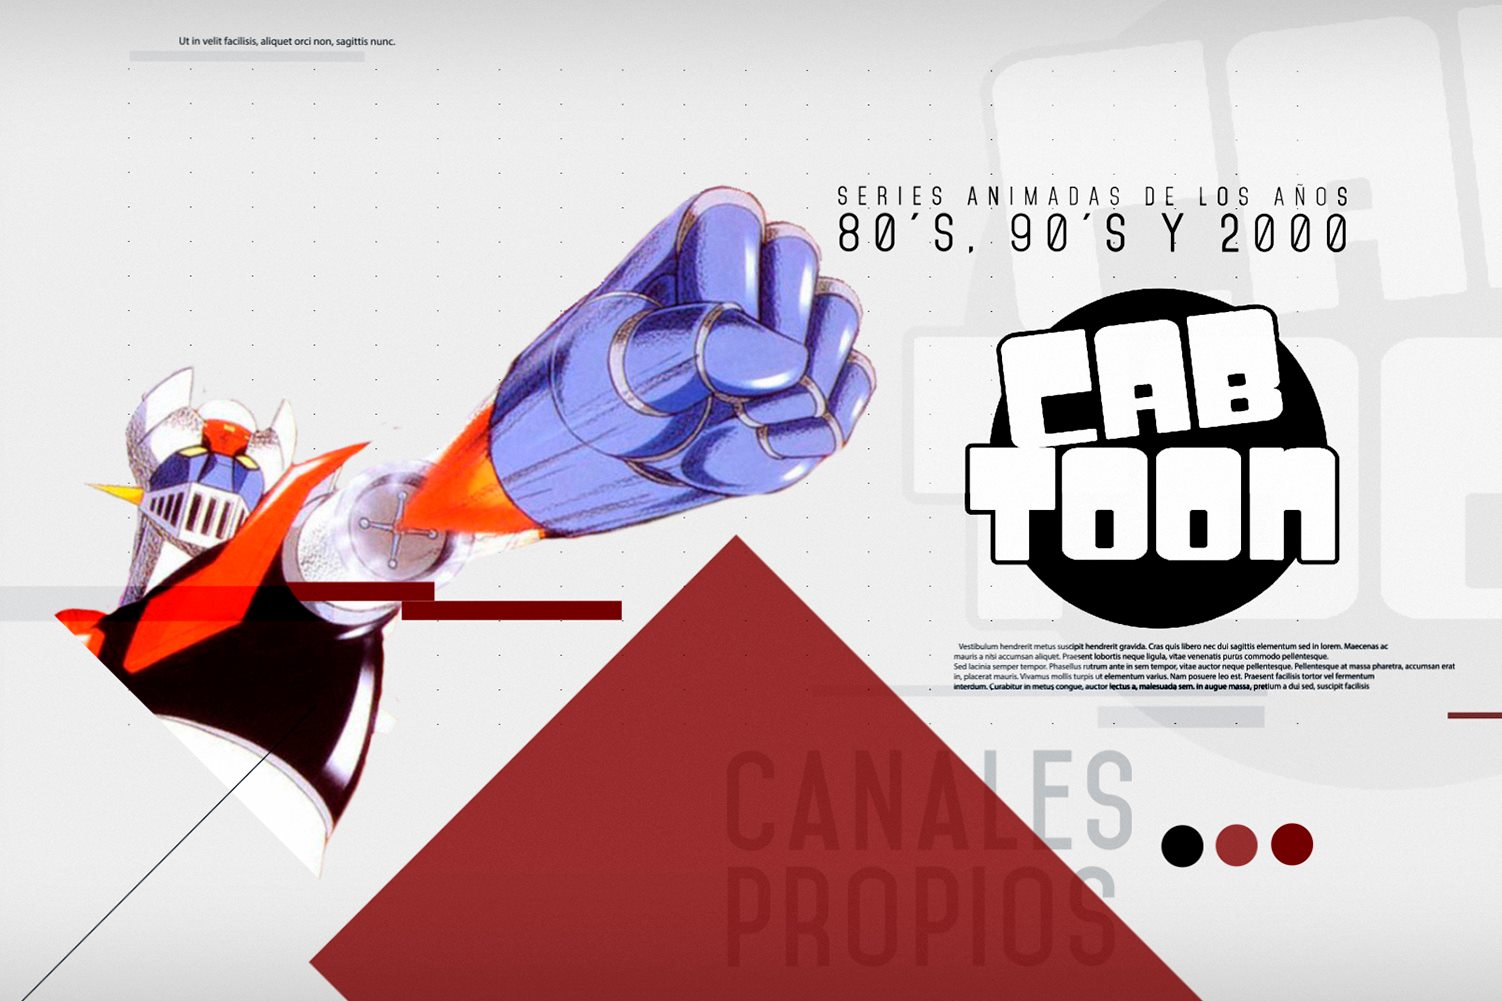 Ut in velit facilisis, aliquet orci non, sagittis nunc.
SERIES ANIMADAS DE LOS AÑOS
80´S, 90´S Y 2000
CAB
TOON
Vestibulum hendrerit metus suscipit hendrerit gravida. Cras quis libero nec dui sagittis elementum sed in lorem. Maecenas ac
mauris a nisi accumsan aliquet. Praesent lobortis neque ligula, vitae venenatis purus commodo pellentesque.
Sed lacinia semper tempor. Phasellus rutrum ante in sem tempor, vitae auctor neque pellentesque. Pellentesque at massa pharetra, accumsan erat
in, placerat mauris. Vivamus mollis turpis ut elementum varius. Nam posuere leo est. Praesent facilisis tortor vel fermentum
interdum. Curabitur in metus congue, auctor lectus a, malesuada sem. In augue massa, pretium a dui sed, suscipit facilisis
CANALES
PROPIOS